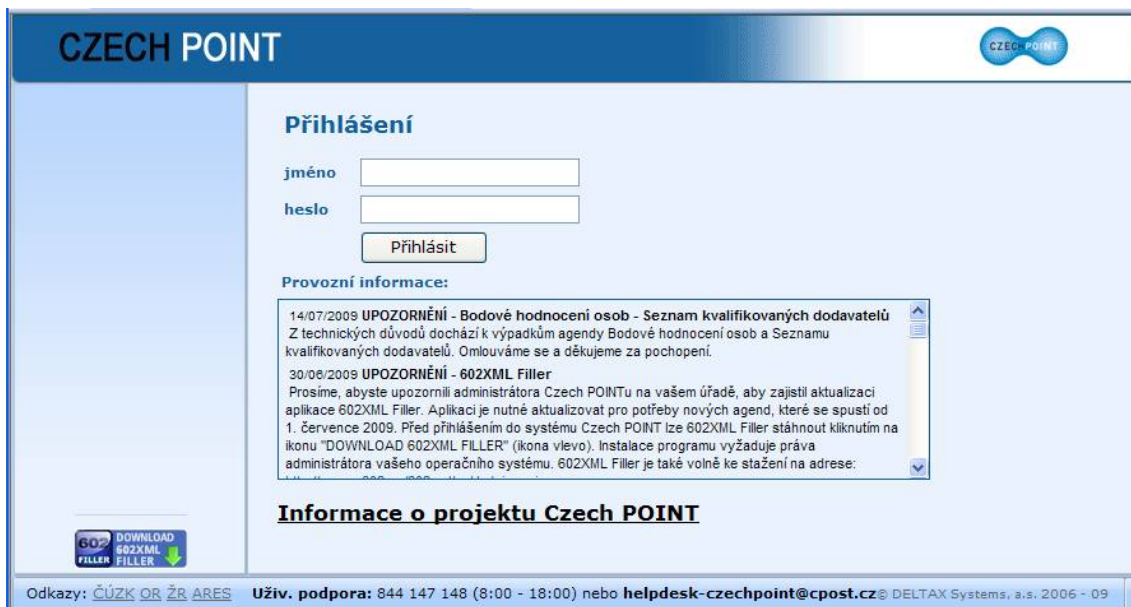 CZECH POINT
CZECH POINT
Přihlášení
jméno
heslo
Přihlásit
Provozní informace:
14/07/2009 UPOZORNĚNÍ - Bodové hodnocení osob - Seznam kvalifikovaných dodavatelů
Z technických důvodů dochází k výpadkům agendy Bodové hodnocení osob a Seznamu
kvalifikovaných dodavatelů. Omlouváme se a děkujeme za pochopení.
30/06/2009 UPOZORNĚNÍ - 602XML Filler
Prosíme, abyste upozornili administrátora Czech POINTu na vašem úřadě, aby zajistil aktualizaci
aplikace 602XML Filler. Aplikaci je nutné aktualizovat pro potřeby nových agend, které se spustí od
1. července 2009. Před přihlášením do systému Czech POINT lze 602XML Filler stáhnout kliknutím na
ikonu "DOWNLOAD 602XML FILLER" (ikona vlevo). Instalace programu vyžaduje práva
administrátora vašeho operačního systému. 602XML Filler je také volně ke stažení na adrese:
Informace o projektu Czech POINT
602 FILLER
DOWNLOAD
602XML
FILLER
Odkazy: ČÚZK OR ŽR ARES Uživ. podpora: 844 147 148 (8:00 - 18:00) nebo helpdesk-czechpoint@cpost.cz © DELTAX Systems, a.s. 2006 - 09